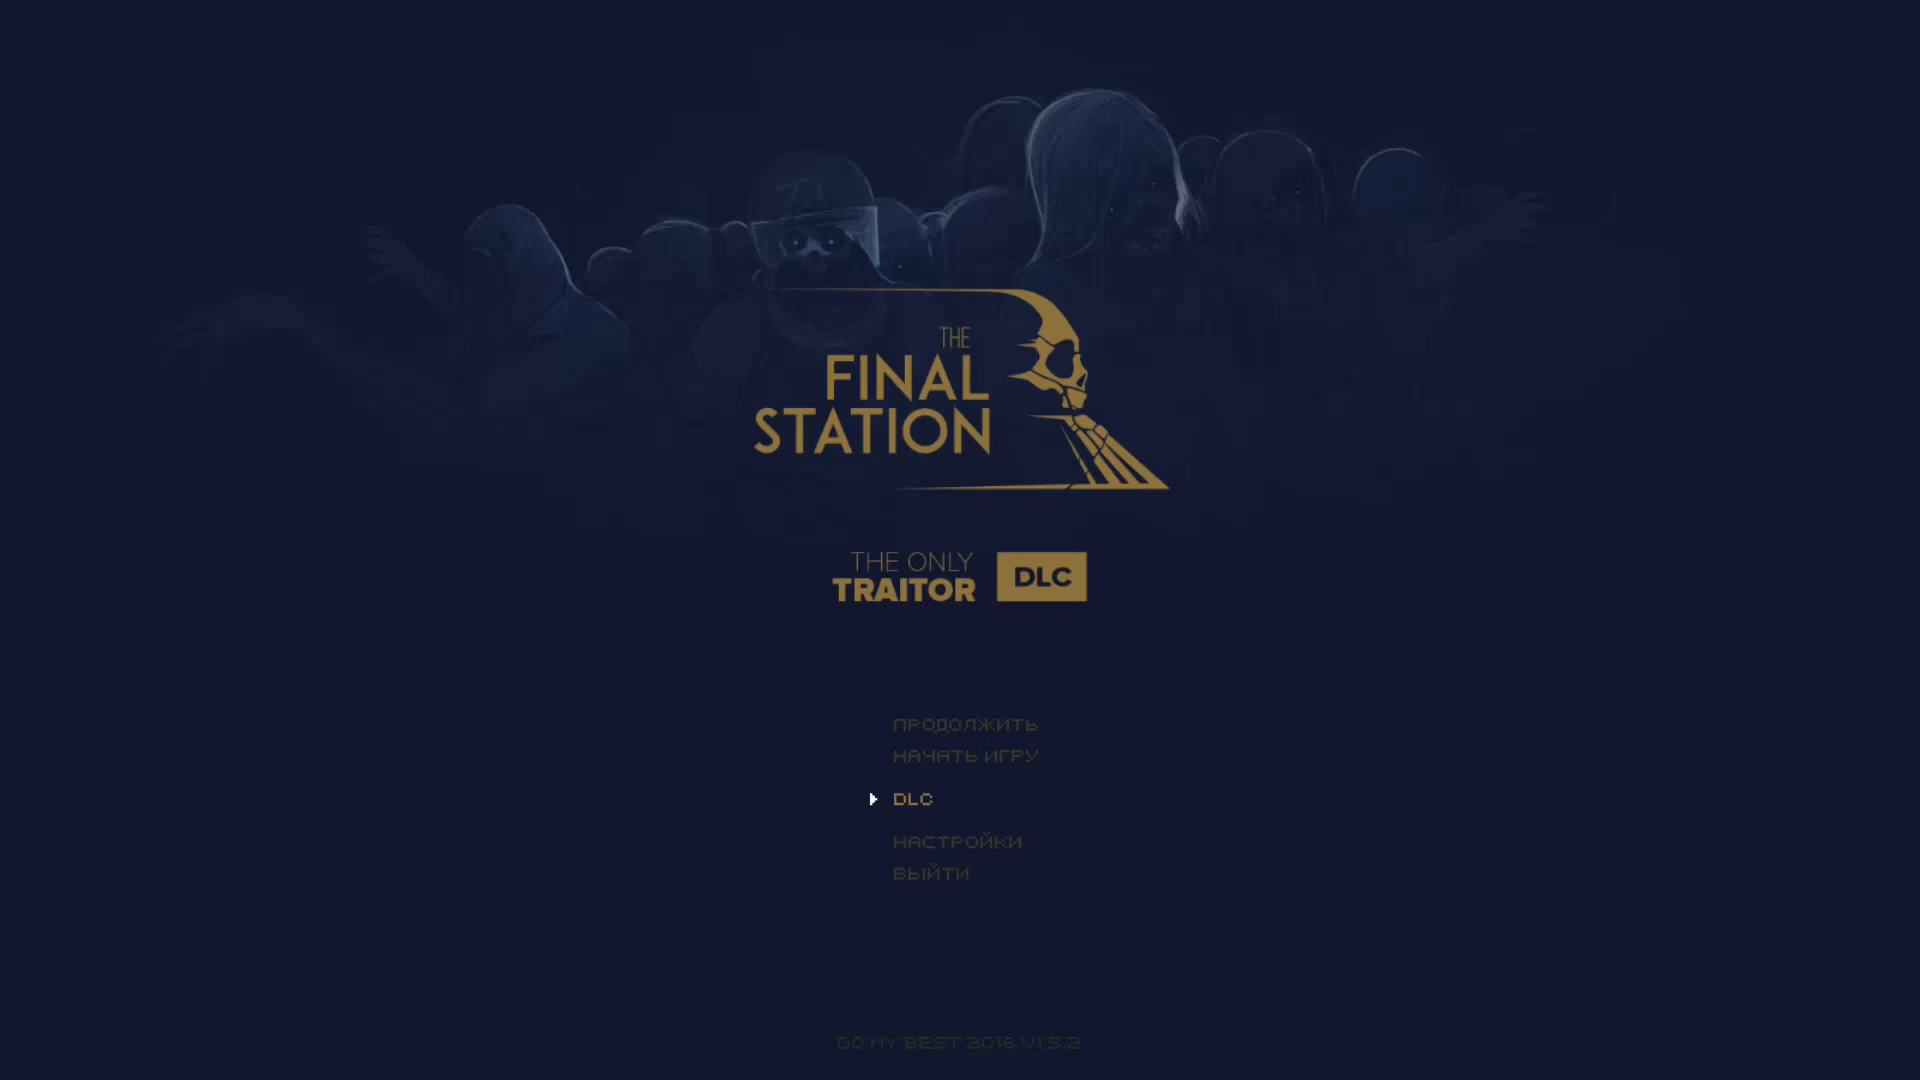 THE
FINAL
STATION
THE ONLY
TRAITOR
DLC
ПРОДОЛЖИТЬ
НАЧАТЬ ИГРУ
DLC
НАСТРОЙКИ
ВЫЙТИ
DO MY BEST 2016 V1.5.2